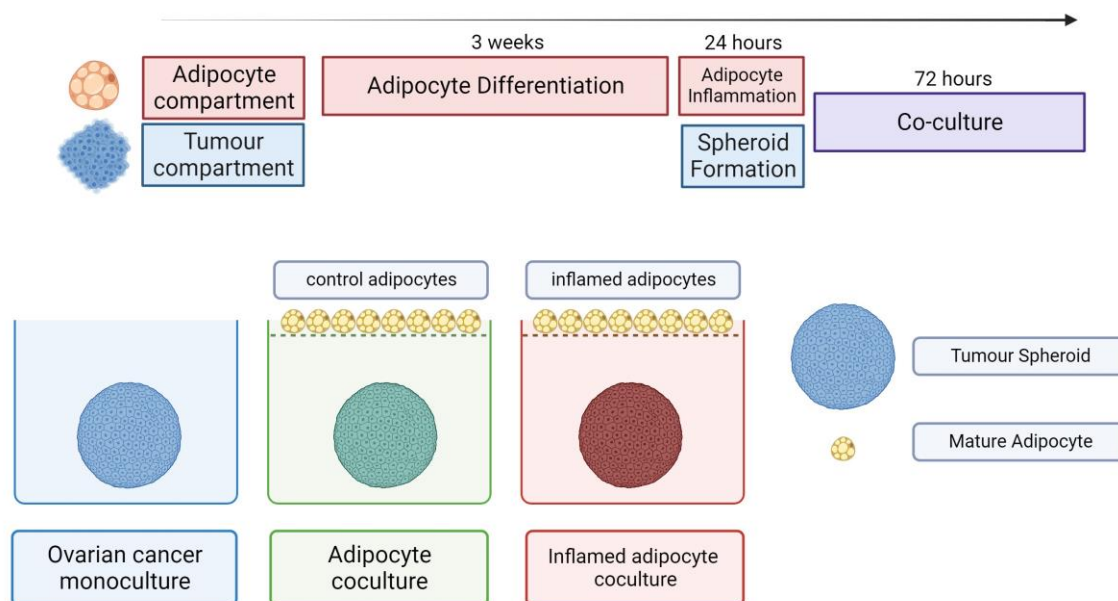 3 weeks
24 hours
Adipocyte
compartment
Adipocyte Differentiation
Adipocyte
Inflammation
72 hours
Co-culture
Tumour
compartment
Spheroid
Formation
control adipocytes
inflamed adipocytes
Tumour Spheroid
Mature Adipocyte
Ovarian cancer
monoculture
Adipocyte
coculture
Inflamed adipocyte
coculture